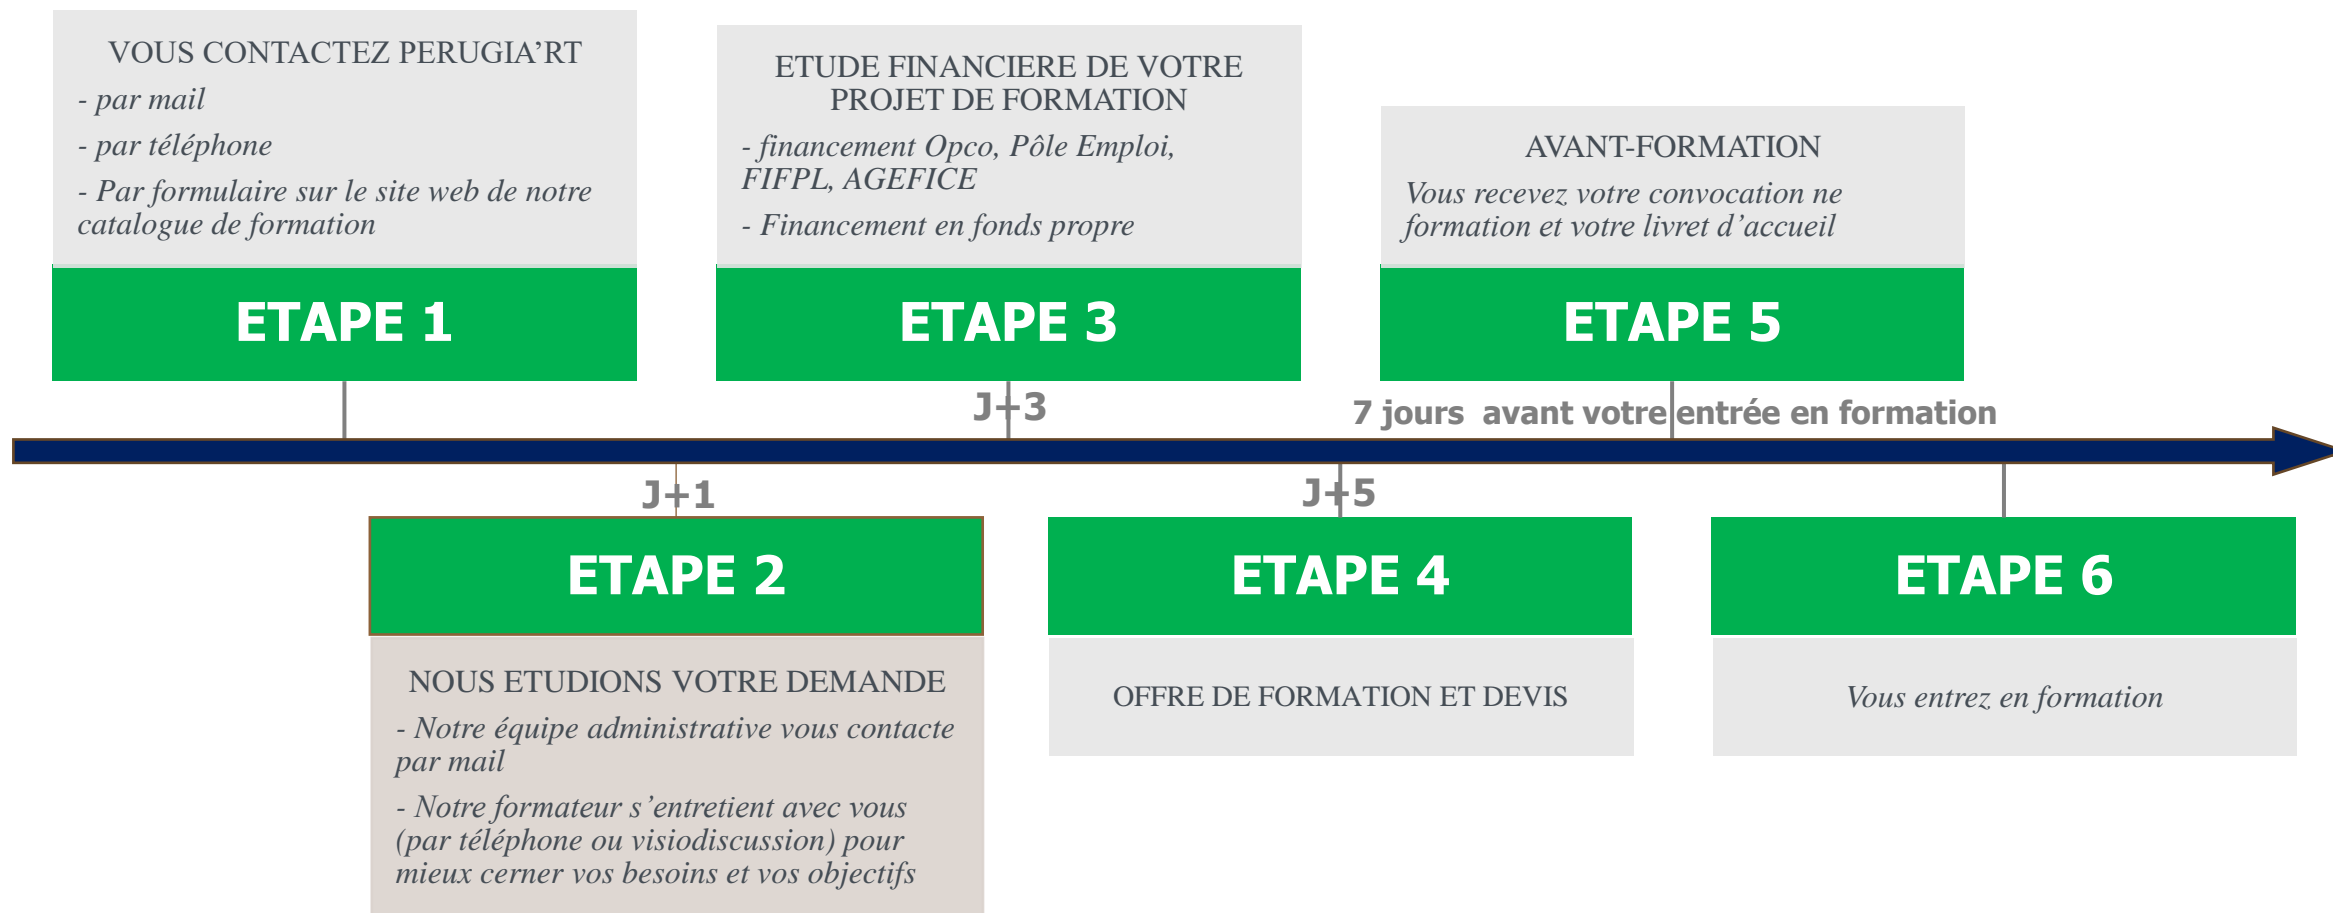 VOUS CONTACTEZ PERUGIA’RT
- par mail
- par téléphone
- Par formulaire sur le site web de notre
catalogue de formation
ETAPE 1
J+1
ETAPE 2
NOUS ETUDIONS VOTRE DEMANDE
- Notre équipe administrative vous contacte
par mail
- Notre formateur s’entretient avec vous
(par téléphone ou visiodiscussion) pour
mieux cerner vos besoins et vos objectifs
ETUDE FINANCIERE DE VOTRE
PROJET DE FORMATION
- financement Opco, Pôle Emploi,
FIFPL, AGEFICE
- Financement en fonds propre
ETAPE 3
J+3
J+5
ETAPE 4
OFFRE DE FORMATION ET DEVIS
AVANT-FORMATION
Vous recevez votre convocation ne
formation et votre livret d’accueil
ETAPE 5
7 jours avant votre entrée en formation
ETAPE 6
Vous entrez en formation